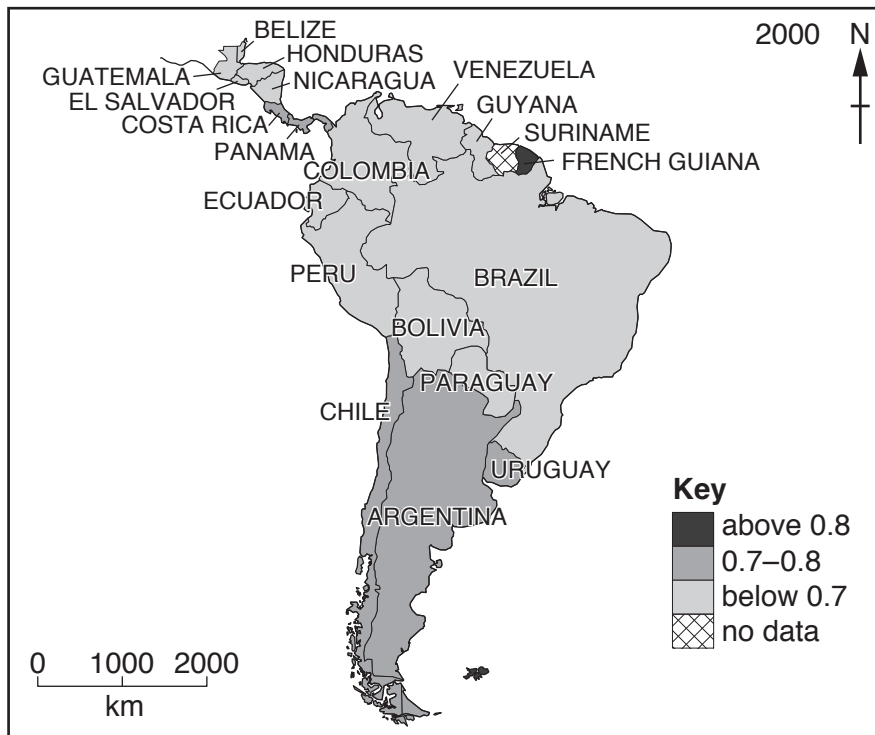 2000 N
BELIZE
HONDURAS
GUATEMALA
NICARAGUA
VENEZUELA
EL SALVADOR
GUYANA
COSTA RICA
SURINAME
PANAMA
FRENCH GUIANA
COLOMBIA
ECUADOR
PERU
BRAZIL
BOLIVIA
PARAGUAY
CHILE
URUGUAY
ARGENTINA
Key
above 0.8
0.7–0.8
below 0.7
no data
0 1000 2000
km